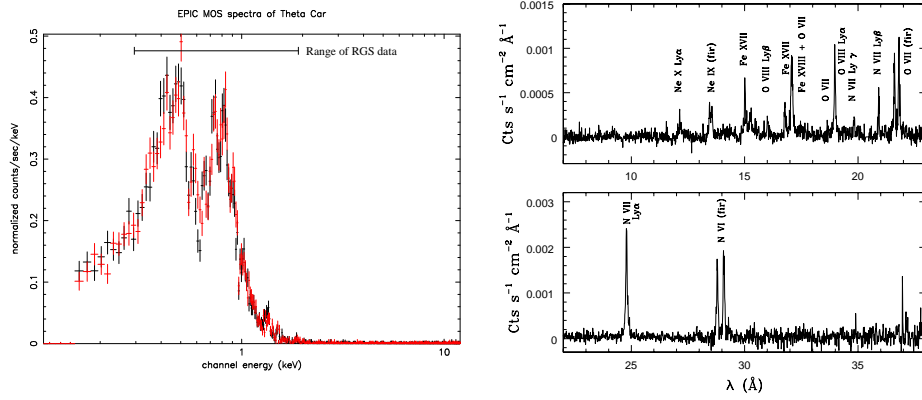 EPIC MOS spectra of Theta Car
Range of RGS data
normalized counts/sec/keV
0.5
0.4
0.3
0.2
0.1
0
1
10
channel energy (keV)
Cts s⁻¹ cm⁻² Å⁻¹
0.0015
0.001
0.0005
0
Ne X Lyα
Ne IX (fir)
Fe XVII
O VIII Lyβ
Fe XVII
Fe XVIII + O VII
O VII
O VIII Lyα
N VII Ly 7
N VII Lyβ
O VII (fir)
10
15
20
Cts s⁻¹ cm⁻² Å⁻¹
0.003
0.002
0.001
0
N VII
Lyα
N VI (fir)
25
30
35
λ (Å)